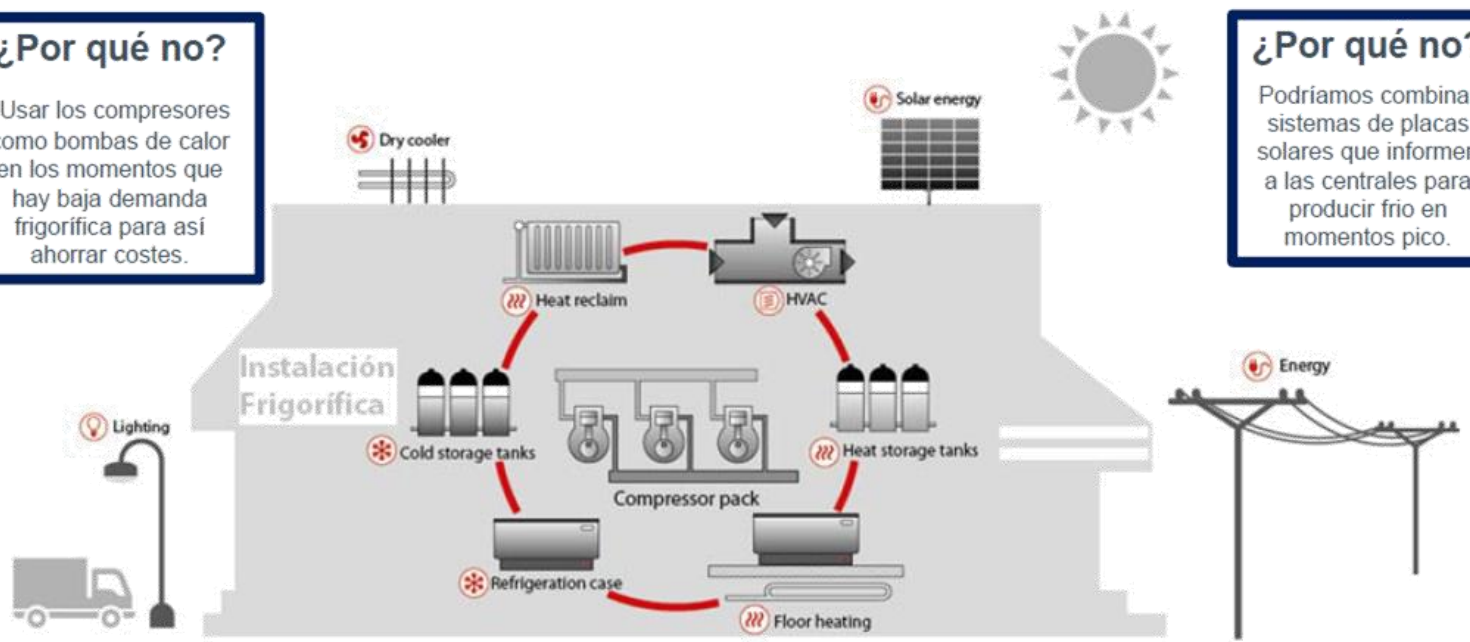 ¿Por qué no?
Usar los compresores
como bombas de calor
en los momentos que
hay baja demanda
frigorífica para así
ahorrar costes.
Dry cooler
Solar energy
¿Por qué no?
Podríamos combina
sistemas de placas
solares que informen
a las centrales para
producir frio en
momentos pico.
Heat reclaim
HVAC
Instalación
Frigorífica
Energy
Lighting
Cold storage tanks
Heat storage tanks
Compressor pack
Refrigeration case
Floor heating